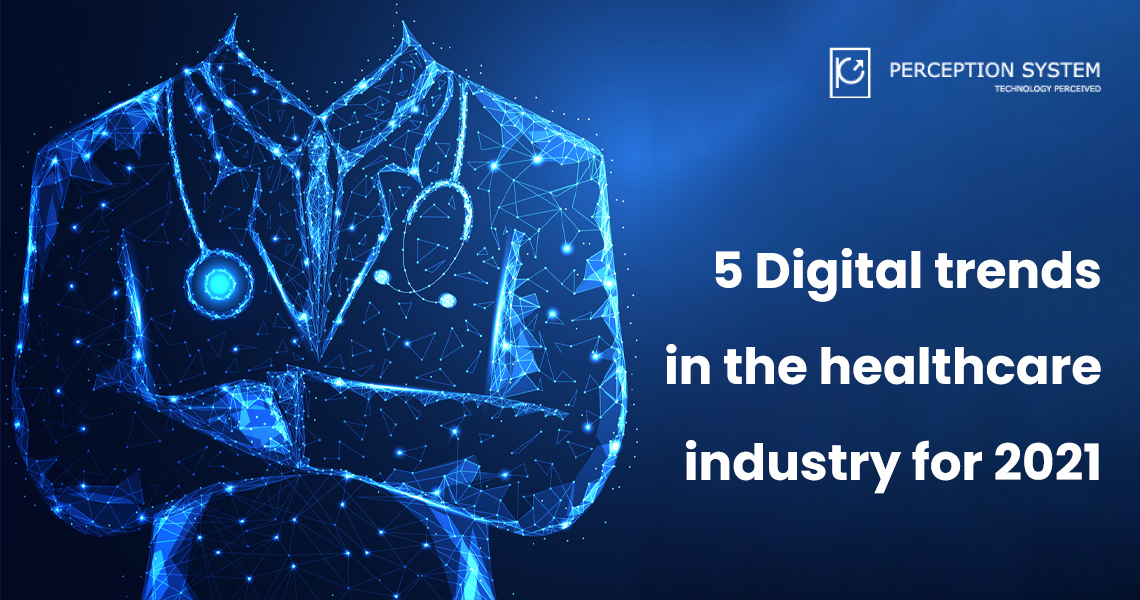 PERCEPTION SYSTEM
TECHNOLOGY PERCEIVED
5 Digital trends
in the healthcare
industry for 2021